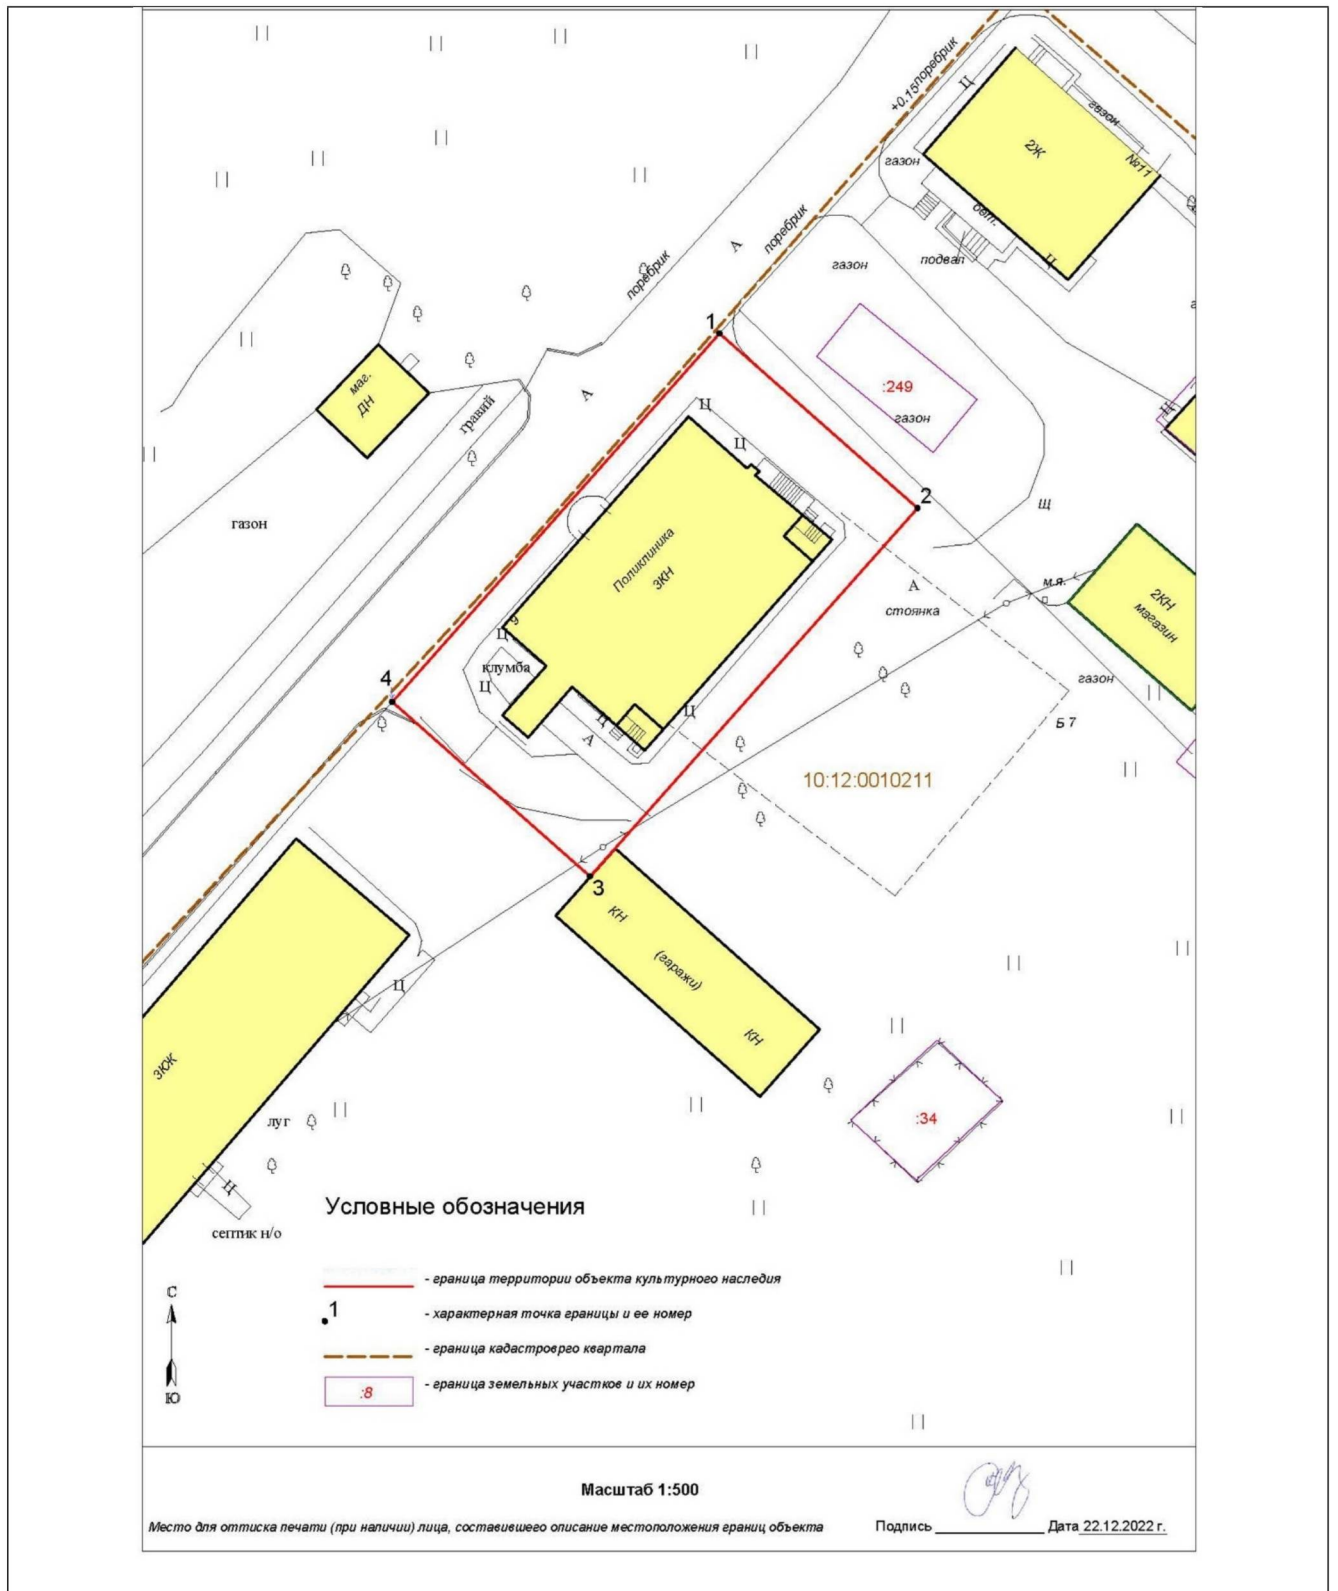 +0.15поребрик
Ц
газон
2Ж
№11
газон
поребрик
А
поребрик
бет.
подвал
Ц
газон
1
:249
газон
маг.
ДН
гравий
А
Ц
Ц
Ц
2
Щ
газон
Поликлиника
3КН
А
стоянка
м.я.
2КН
магазин
9
Ц
клумба
Ц
4
газон
Ц
Ц
А
Б 7
10:12:0010211
3
КН
(гаражи)
КН
Ц
3КЖ
:34
луг
Ц
септик н/о
Условные обозначения
- граница территории объекта культурного наследия
1
- характерная точка границы и ее номер
- граница кадастроврго квартала
:8
- граница земельных участков и их номер
С
Ю
Масштаб 1:500
Место для оттиска печати (при наличии) лица, составившего описание местоположения границ объекта
Подпись
Дата 22.12.2022 г.